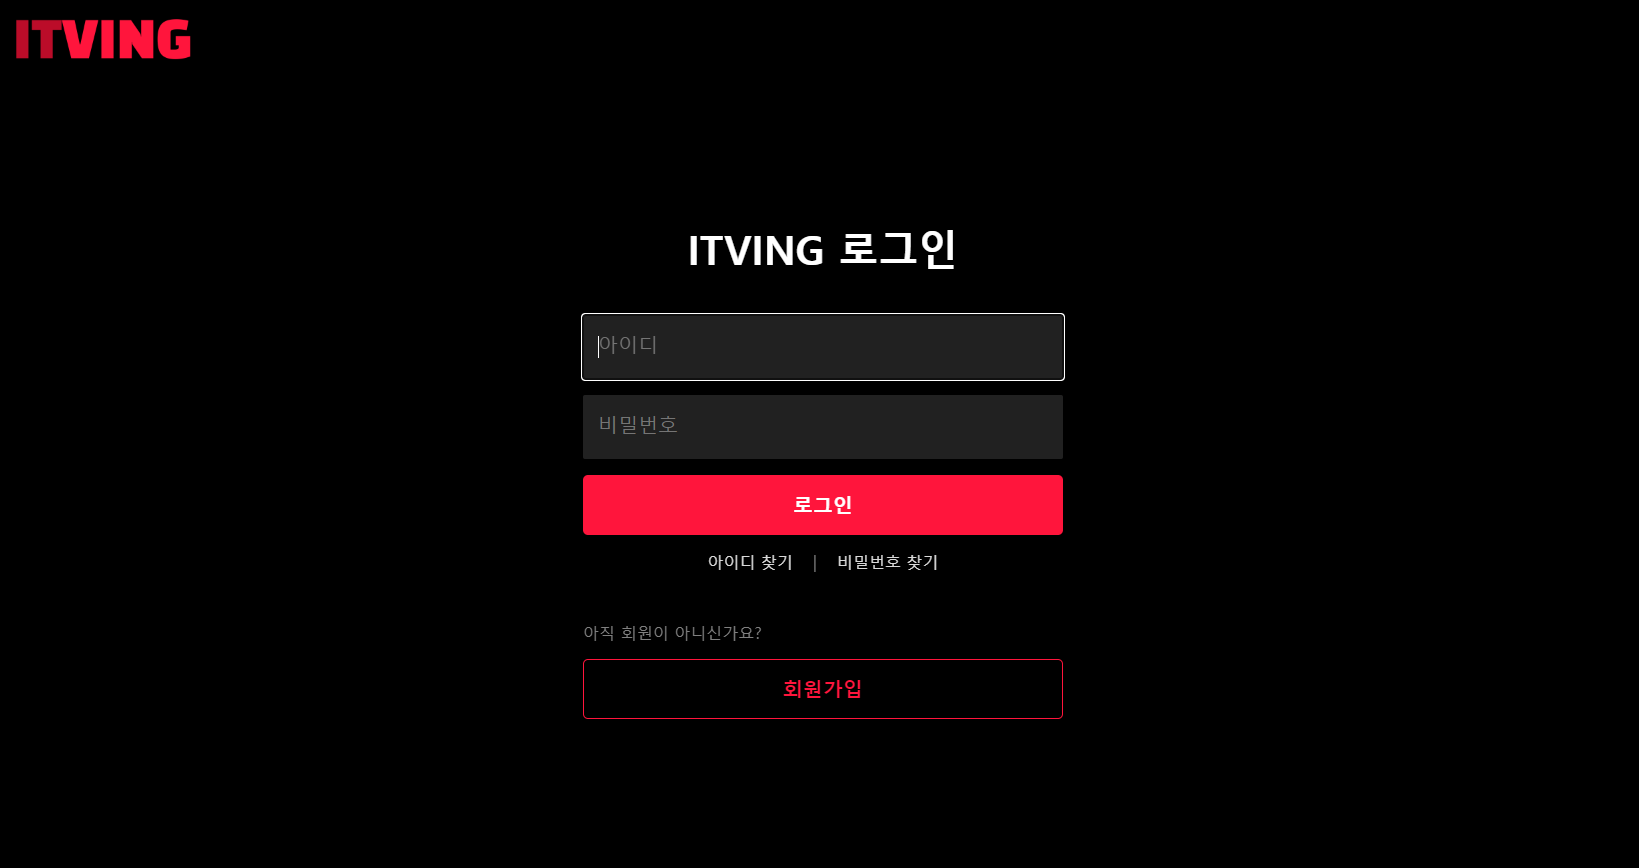 ITVING
ITVING 로그인
아이디
비밀번호
로그인
아이디 찾기 | 비밀번호 찾기
아직 회원이 아니신가요?
회원가입